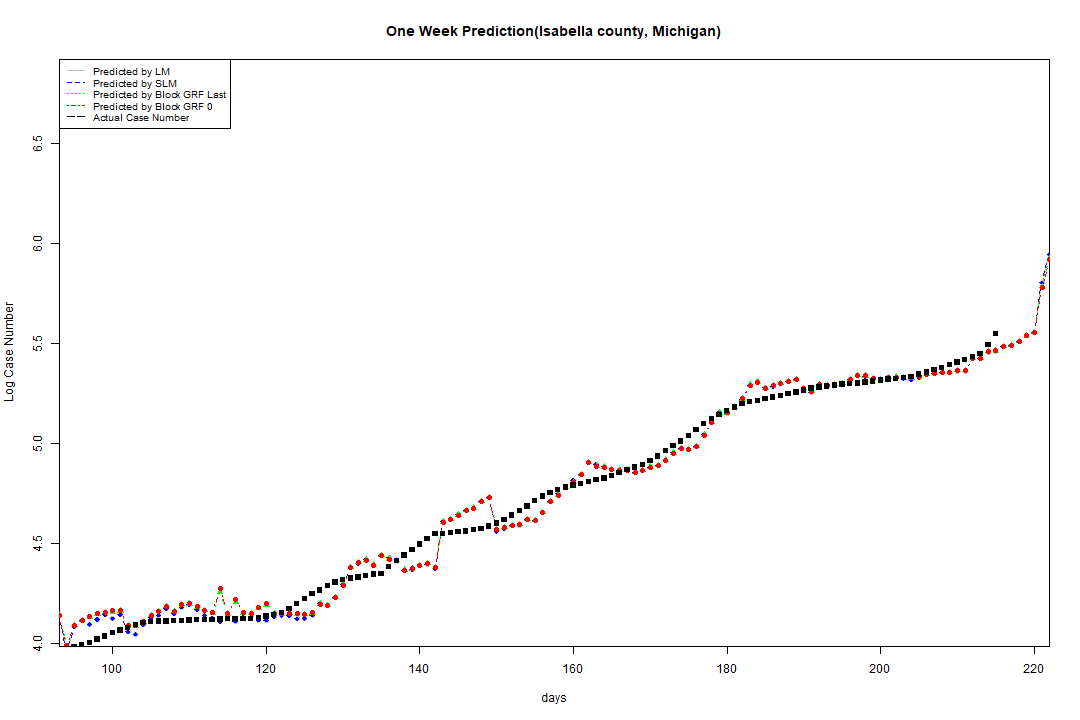 One Week Prediction(Isabella county, Michigan)
Predicted by LM
Predicted by SLM
Predicted by Block GRF Last
Predicted by Block GRF 0
Actual Case Number
Log Case Number
6.5
6.0
5.5
5.0
4.5
4.0
100 120 140 160 180 200 220
days